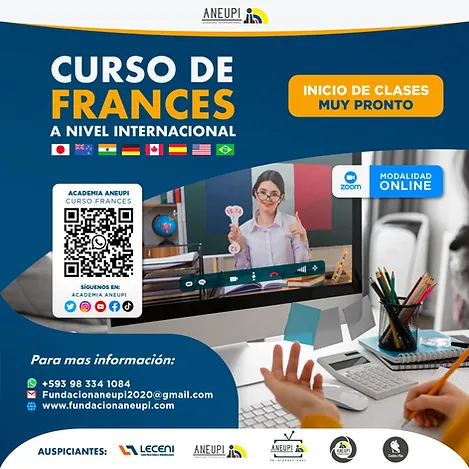 ANEUPI
CURSO DE
FRANCES
A NIVEL INTERNACIONAL
INICIO DE CLASES
MUY PRONTO
zoom
MODALIDAD
ONLINE
ACADEMIA ANEUPI
CURSO FRANCES
SÍGUENOS EN:
ACADEMIA ANEUPI
Para mas información:
+593 98 334 1084
Fundacionaneupi2020@gmail.com
www.fundacionaneupi.com
AUSPICIANTES:
LECENI
ANEUPI
ANEUPI